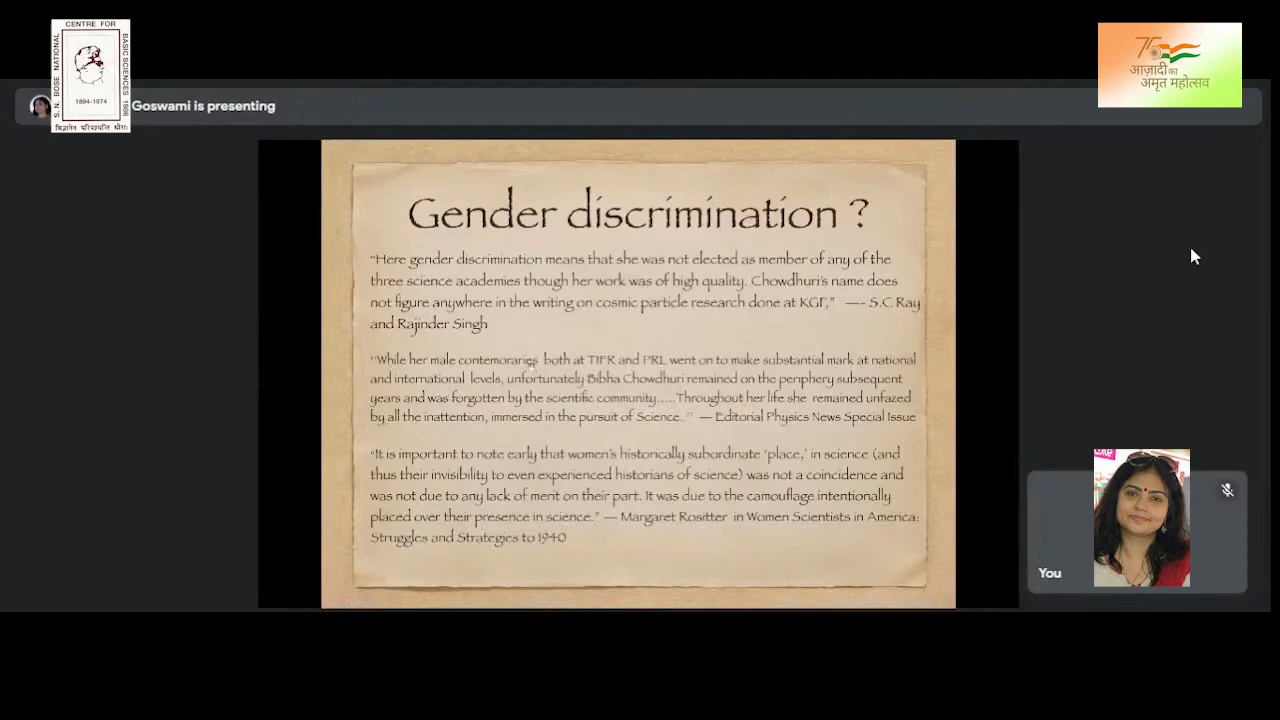 CENTRE FOR
S. N. BOSE NATIONAL
BASIC SCIENCES 1986
1894-1974
75
आज़ादी का
अमृत महोत्सव
Goswami is presenting
Gender discrimination ?
“Here gender discrimination means that she was not elected as member of any of the
three science academies though her work was of high quality. Chowdhuri's name does
not figure anywhere in the writing on cosmic particle research done at KGF,” —- S.C Ray
and Rajinder Singh
“While her male contemoraries both at TIFR and PRL went on to make substantial mark at national
and international levels, unfortunately Bibha Chowdhuri remained on the periphery subsequent
years and was forgotten by the scientific community.....Throughout her life she remained unfazed
by all the inattention, immersed in the pursuit of Science. ” — Editorial Physics News Special Issue
“It is important to note early that women's historically subordinate ‘place,’ in science (and
thus their invisibility to even experienced historians of science) was not a coincidence and
was not due to any lack of merit on their part. It was due to the camouflage intentionally
placed over their presence in science.” — Margaret Rositter in Women Scientists in America:
Struggles and Strategies to 1940
You